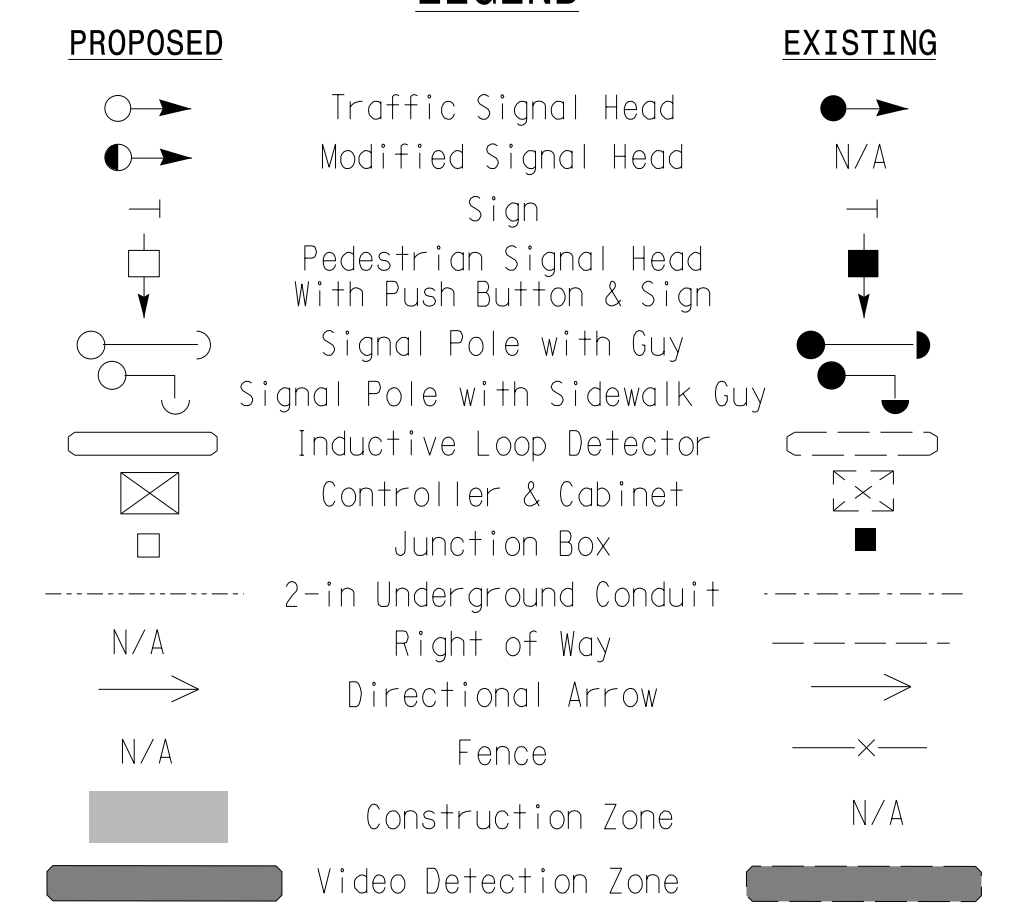 LEGEND
PROPOSED EXISTING
Traffic Signal Head
Modified Signal Head N/A
Sign
Pedestrian Signal Head
With Push Button & Sign
Signal Pole with Guy
Signal Pole with Sidewalk Guy
Inductive Loop Detector
Controller & Cabinet
Junction Box
2-in Underground Conduit
N/A Right of Way
Directional Arrow
N/A Fence
Construction Zone N/A
Video Detection Zone